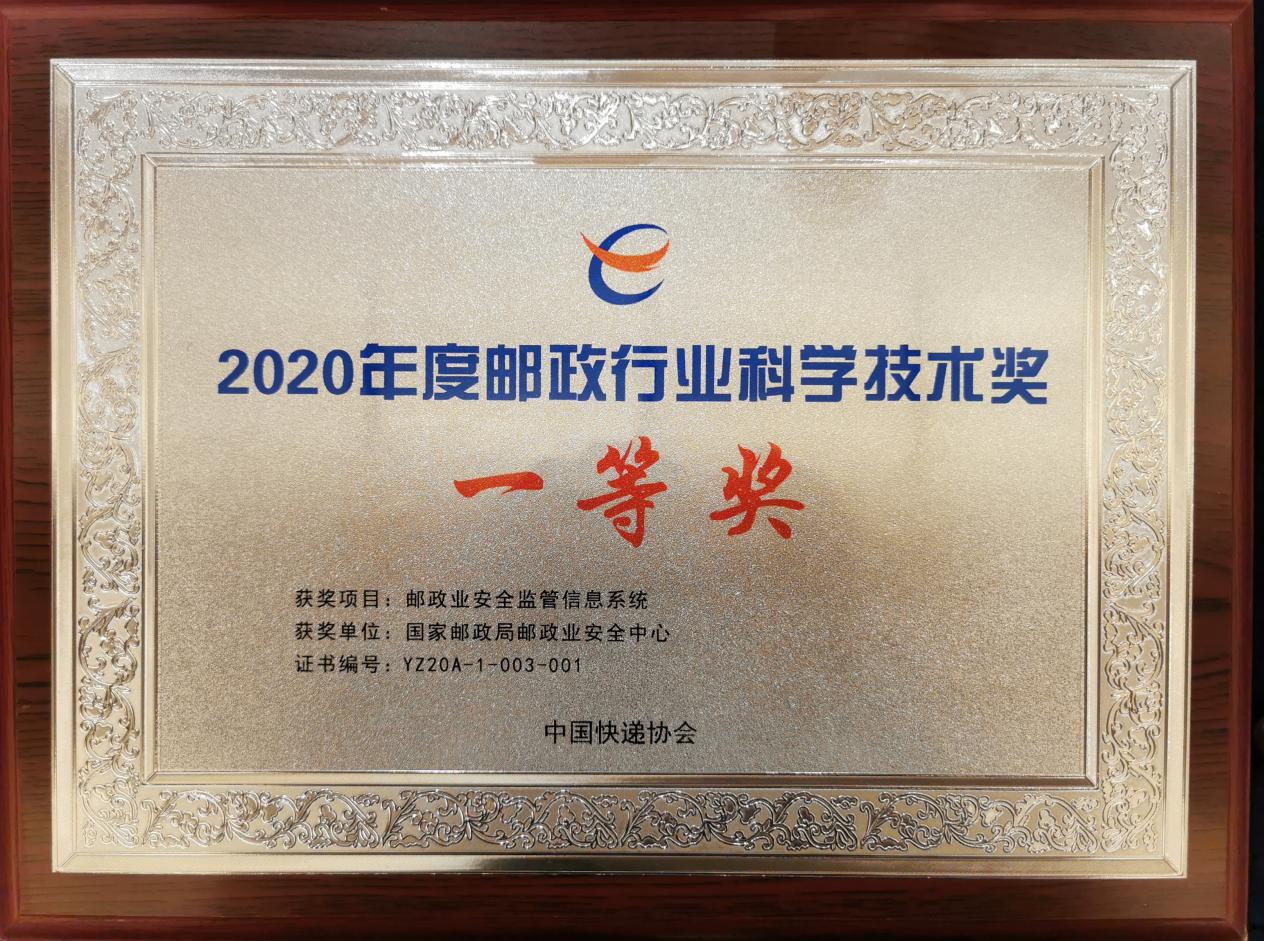 2020年度邮政行业科学技术奖
一等奖
获奖项目：邮政业安全监管信息系统
获奖单位：国家邮政局邮政业安全中心
证书编号：YZ20A-1-003-001
中国快递协会